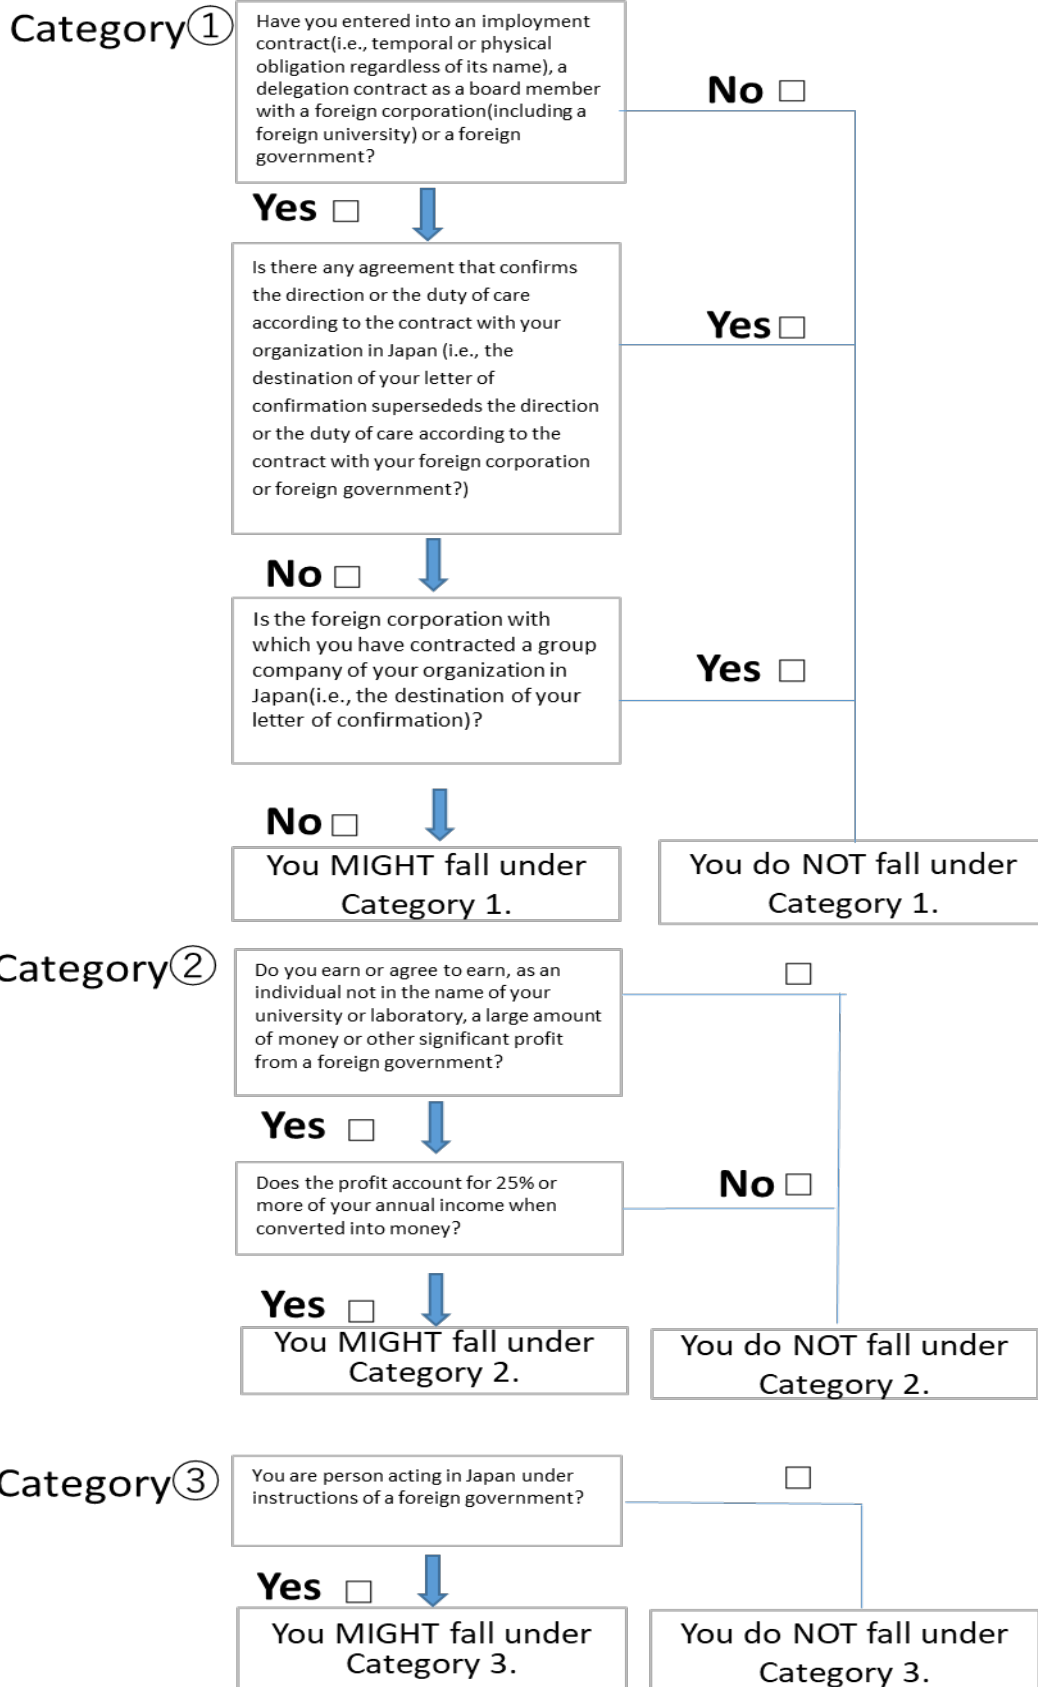 Category①
Have you entered into an imployment
contract(i.e., temporal or physical
obligation regardless of its name), a
delegation contract as a board member
with a foreign corporation(including a
foreign university) or a foreign
government?
No □
Yes □
Is there any agreement that confirms
the direction or the duty of care
according to the contract with your
organization in Japan (i.e., the
destination of your letter of
confirmation supersededs the direction
or the duty of care according to the
contract with your foreign corporation
or foreign government?)
Yes □
No □
Is the foreign corporation with
which you have contracted a group
company of your organization in
Japan(i.e., the destination of your
letter of confirmation)?
Yes □
No □
You MIGHT fall under
Category 1.
You do NOT fall under
Category 1.
Category②
Do you earn or agree to earn, as an
individual not in the name of your
university or laboratory, a large amount
of money or other significant profit
from a foreign government?
□
Yes □
Does the profit account for 25% or
more of your annual income when
converted into money?
No □
Yes □
You MIGHT fall under
Category 2.
You do NOT fall under
Category 2.
Category③
You are person acting in Japan under
instructions of a foreign government?
□
Yes □
You MIGHT fall under
Category 3.
You do NOT fall under
Category 3.